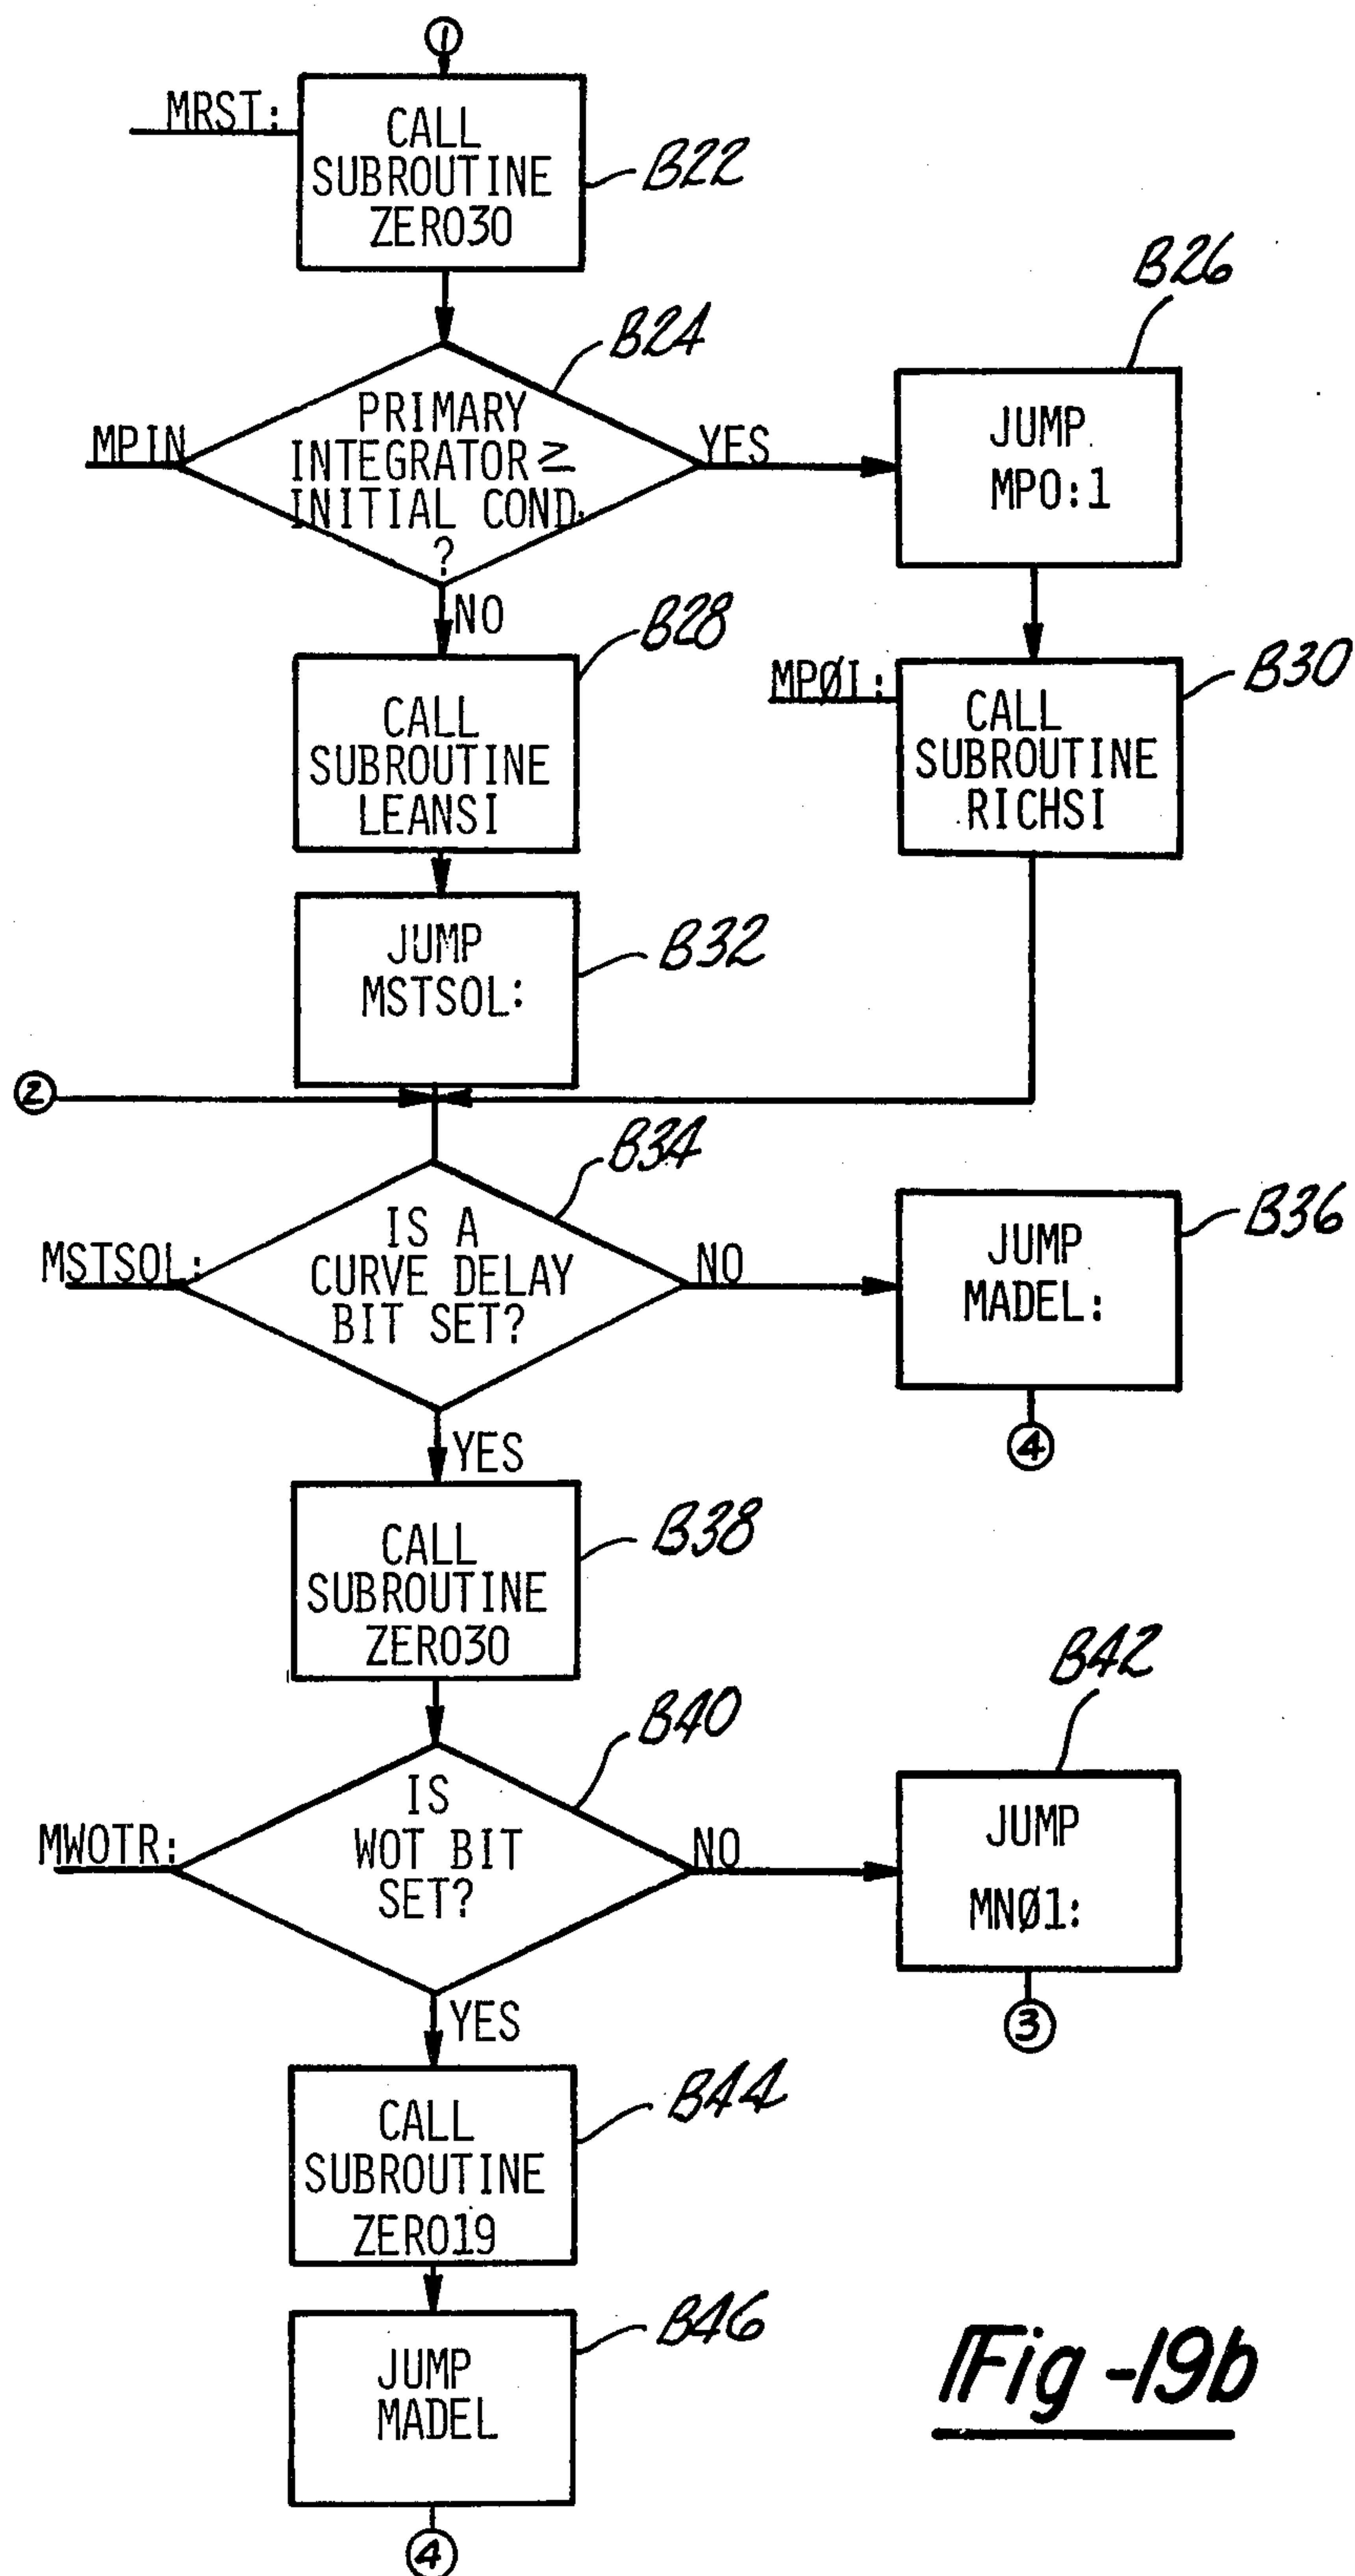 1
MRST:
CALL
SUBROUTINE
ZERO30
B22
B24
MPIN
PRIMARY
INTEGRATOR ≥
INITIAL COND.
?
YES
B26
JUMP
MPO:1
NO
B28
CALL
SUBROUTINE
LEANSI
MPØI:
CALL
SUBROUTINE
RICHSI
B30
JUMP
MSTSOL:
B32
2
B34
MSTSOL:
IS A
CURVE DELAY
BIT SET?
NO
JUMP
MADEL:
B36
4
YES
CALL
SUBROUTINE
ZERO30
B38
B40
MWOTR:
IS
WOT BIT
SET?
NO
B42
JUMP
MNØ1:
3
YES
CALL
SUBROUTINE
ZERO19
B44
JUMP
MADEL
B46
4
Fig-19b